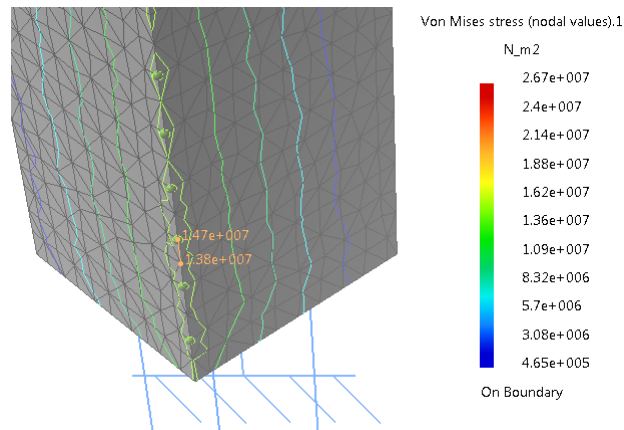 Von Mises stress (nodal values).1
N_m2
2.67e+007
2.4e+007
2.14e+007
1.88e+007
1.62e+007
1.36e+007
1.09e+007
8.32e+006
5.7e+006
3.08e+006
4.65e+005
On Boundary
1.47e+007
1.38e+007